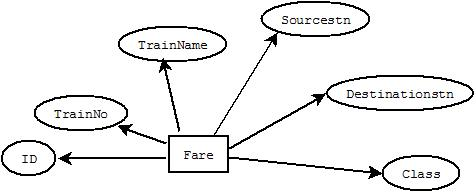 Sourcestn
TrainName
Destinationstn
TrainNo
Fare
ID
Class